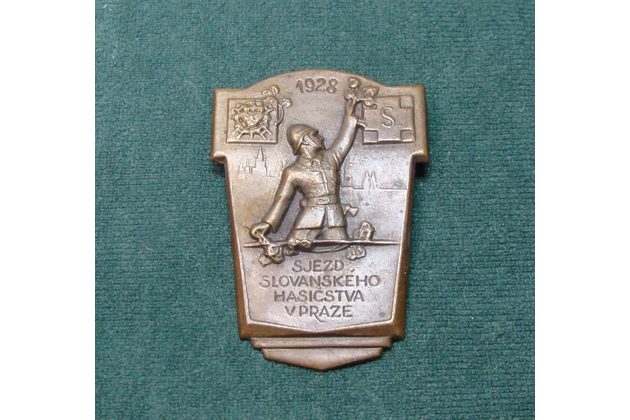 1928
S
SJEZD
SLOVANSKÉHO
HASIČSTVA
V PRAZE